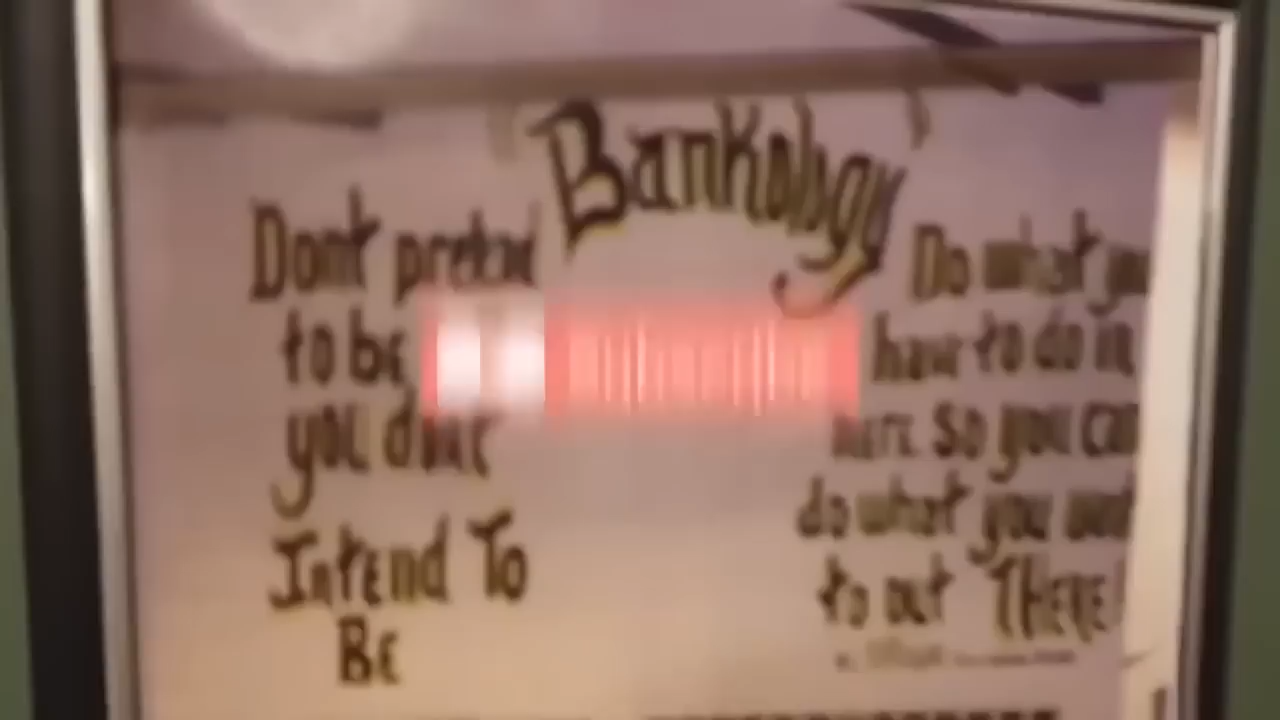 Bankology
Dont pretend
to be
you dont
Intend To
BE
Do what you
have to do in
here so you can
do what you want
to out THERE!